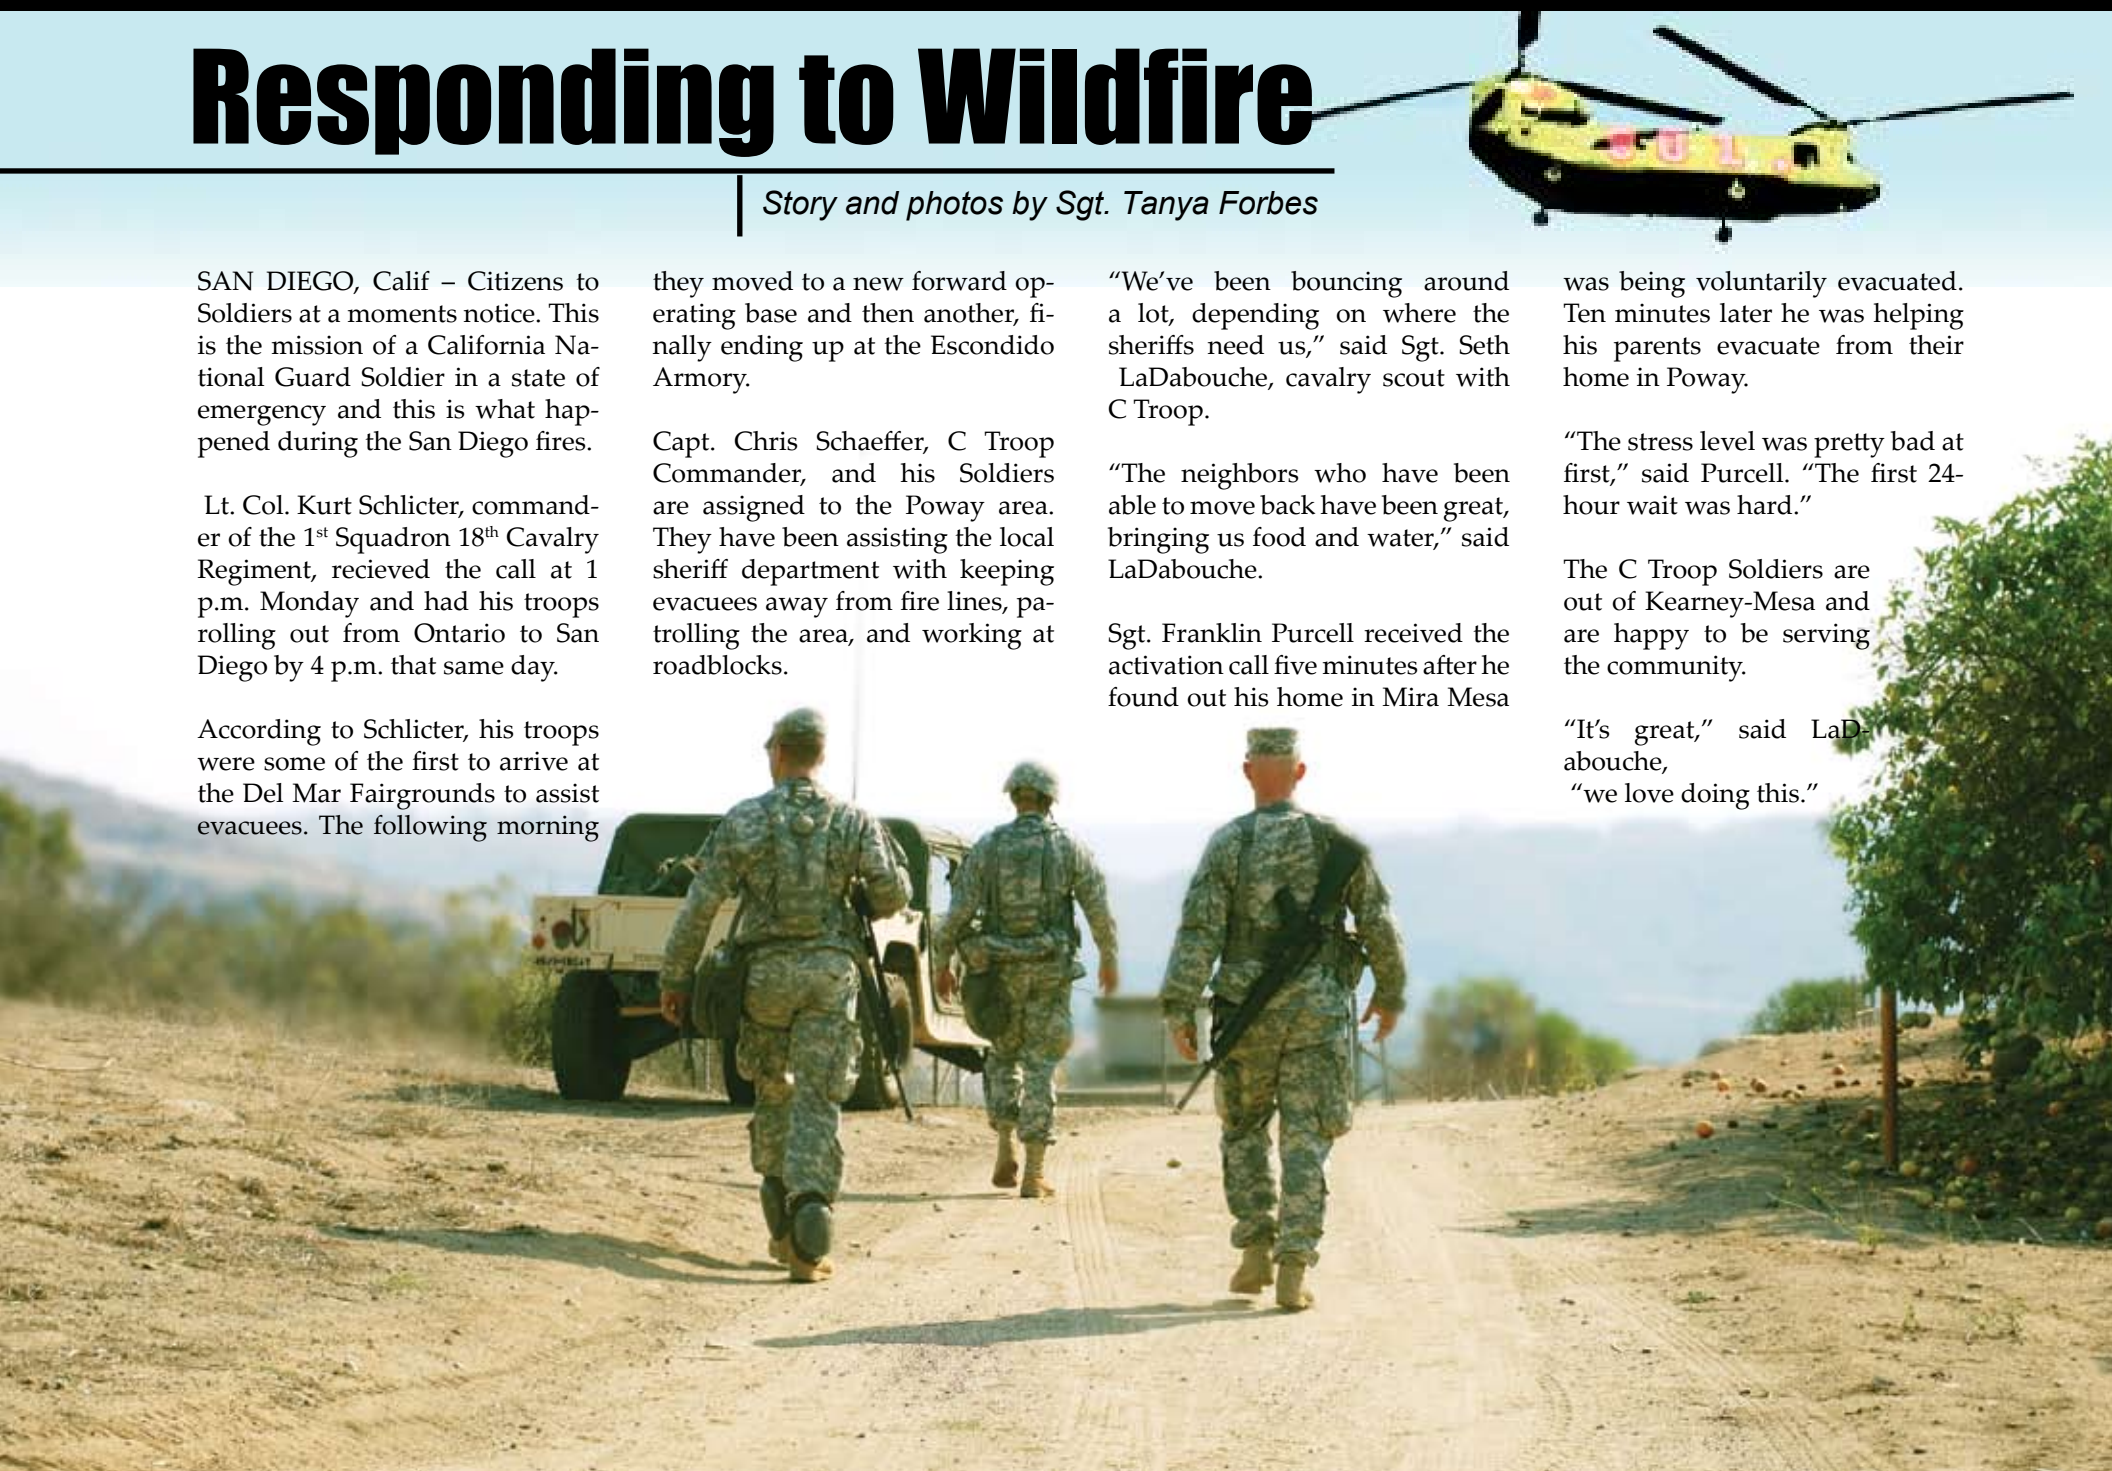 Responding to Wildfire
Story and photos by Sgt. Tanya Forbes
SAN DIEGO, Calif – Citizens to
Soldiers at a moments notice. This
is the mission of a California Na-
tional Guard Soldier in a state of
emergency and this is what hap-
pened during the San Diego fires.
Lt. Col. Kurt Schlicter, command-
er of the 1st Squadron 18th Cavalry
Regiment, recieved the call at 1
p.m. Monday and had his troops
rolling out from Ontario to San
Diego by 4 p.m. that same day.
According to Schlicter, his troops
were some of the first to arrive at
the Del Mar Fairgrounds to assist
evacuees. The following morning
they moved to a new forward op-
erating base and then another, fi-
nally ending up at the Escondido
Armory.
Capt. Chris Schaeffer, C Troop
Commander, and his Soldiers
are assigned to the Poway area.
They have been assisting the local
sheriff department with keeping
evacuees away from fire lines, pa-
trolling the area, and working at
roadblocks.
“We’ve been bouncing around
a lot, depending on where the
sheriffs need us,” said Sgt. Seth
LaDabouche, cavalry scout with
C Troop.
“The neighbors who have been
able to move back have been great,
bringing us food and water,” said
LaDabouche.
Sgt. Franklin Purcell received the
activation call five minutes after he
found out his home in Mira Mesa
was being voluntarily evacuated.
Ten minutes later he was helping
his parents evacuate from their
home in Poway.
“The stress level was pretty bad at
first,” said Purcell. “The first 24-
hour wait was hard.”
The C Troop Soldiers are
out of Kearney-Mesa and
are happy to be serving
the community.
“It’s great,” said LaD-
abouche,
“we love doing this.”